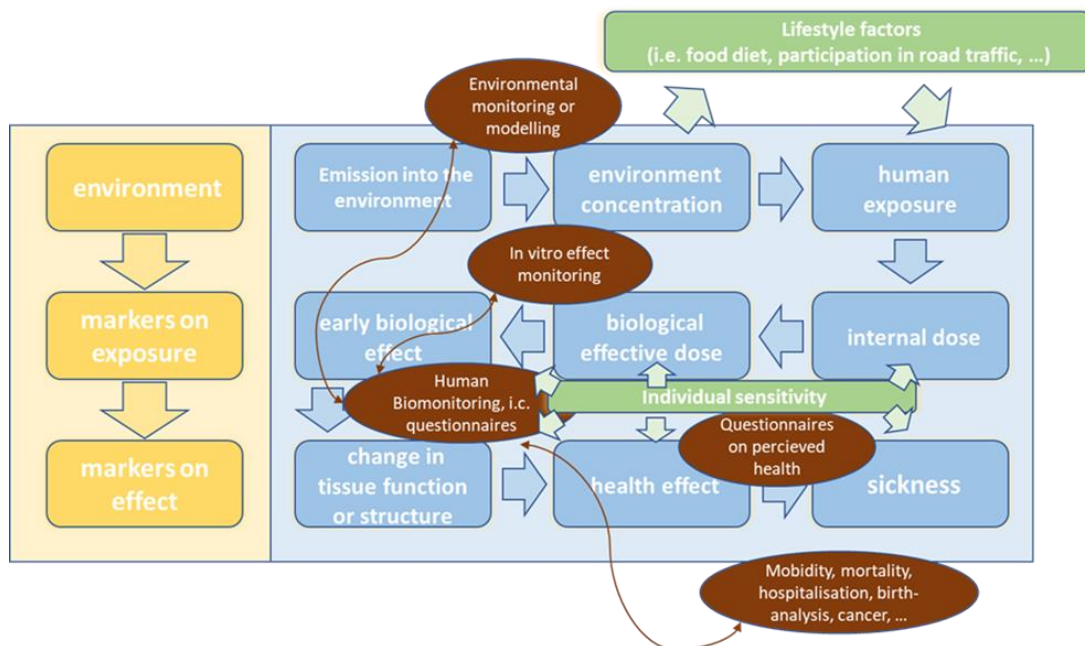 Lifestyle factors
(i.e. food diet, participation in road traffic, ...)
Environmental
monitoring or
modelling
environment
Emission into the
environment
environment
concentration
human
exposure
In vitro effect
monitoring
markers on
exposure
early biological
effect
biological
effective dose
internal dose
Human
Biomonitoring, i.c.
questionnaires
Individual sensitivity
Questionnaires
on percieved
health
markers on
effect
change in
tissue function
or structure
health effect
sickness
Mobidity, mortality,
hospitalisation, birth-
analysis, cancer, ...